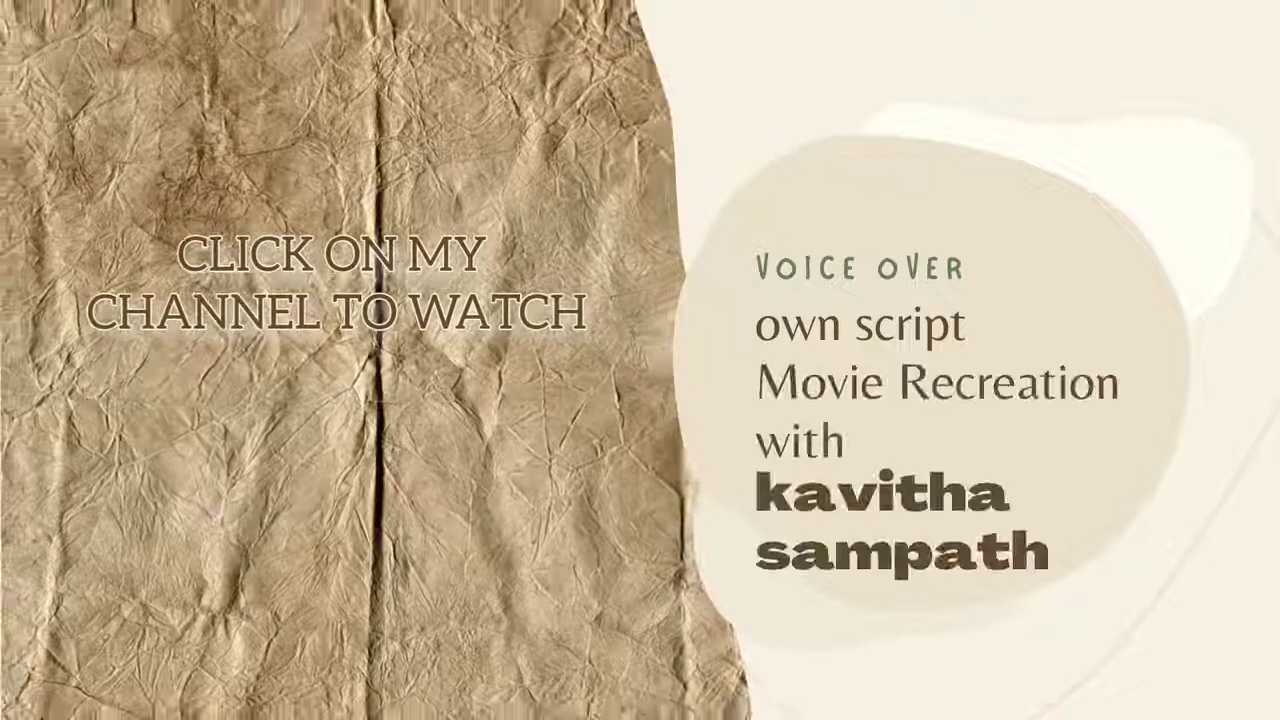 CLICK ON MY
CHANNEL TO WATCH
VOICE OVER
own script
Movie Recreation
with
kavitha
sampath